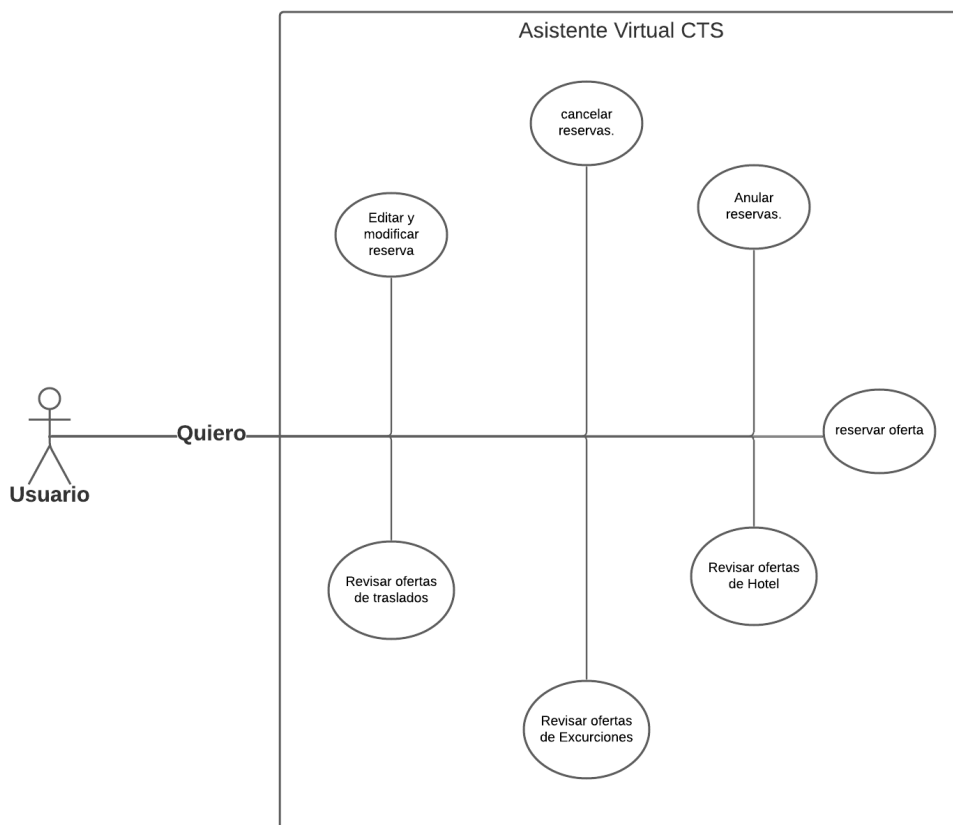 Asistente Virtual CTS
cancelar
reservas.
Anular
reservas.
Editar y
modificar
reserva
Quiero
reservar oferta
Usuario
Revisar ofertas
de traslados
Revisar ofertas
de Hotel
Revisar ofertas
de Excurciones